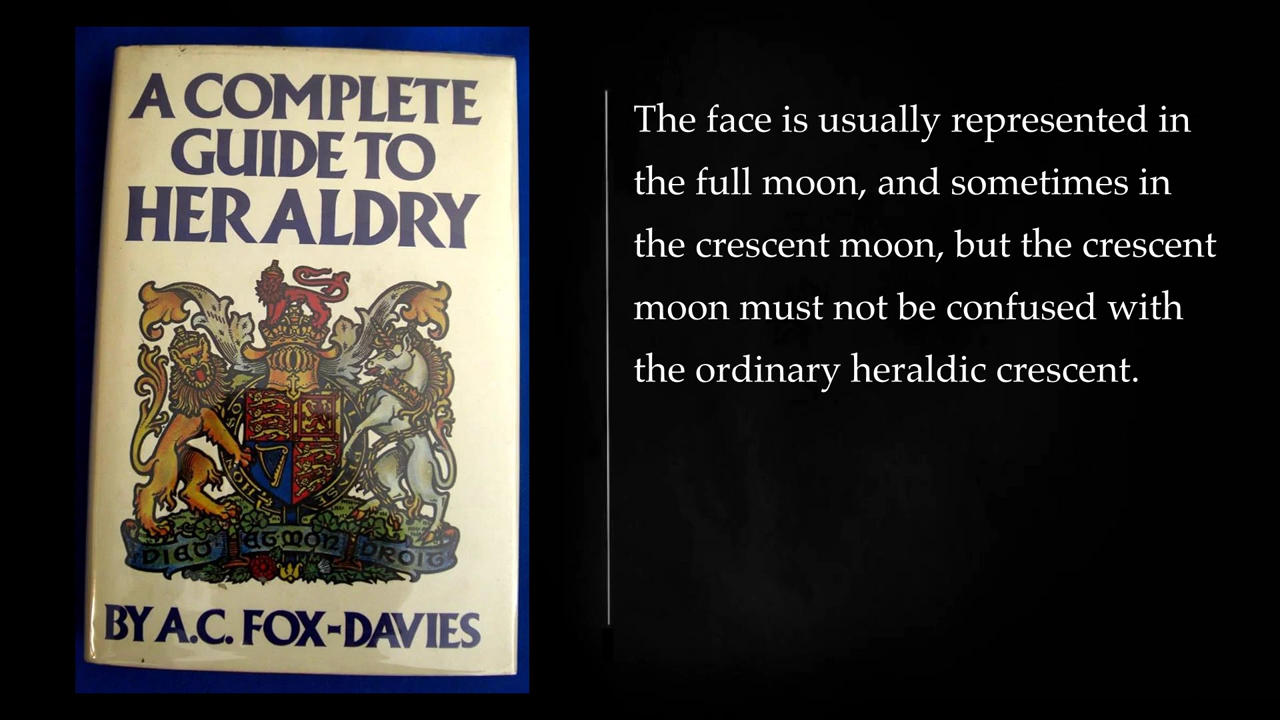 A COMPLETE
GUIDE TO
HERALDRY
DIEU ET MON DROIT
BY A.C. FOX-DAVIES
The face is usually represented in
the full moon, and sometimes in
the crescent moon, but the crescent
moon must not be confused with
the ordinary heraldic crescent.